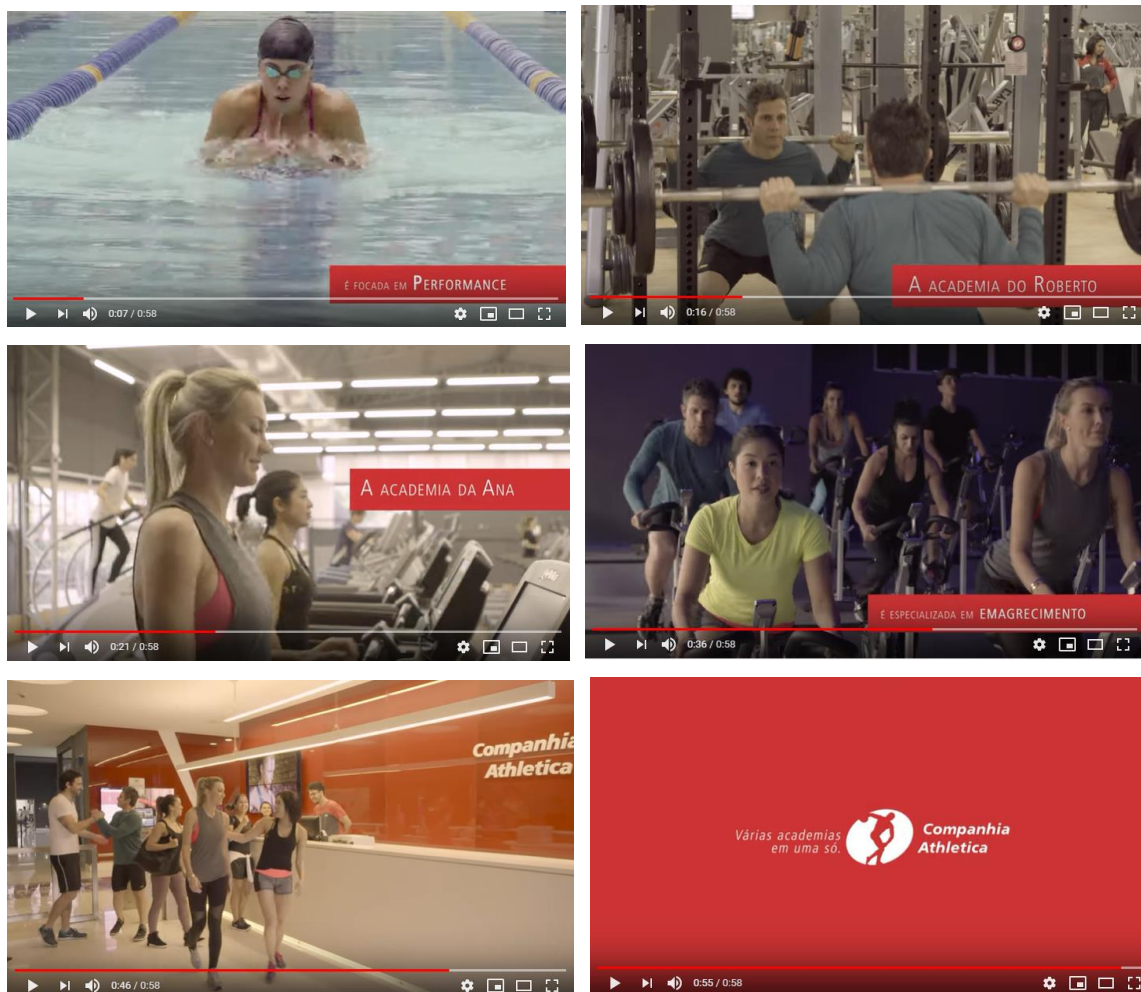 É FOCADA EM PERFORMANCE
0:07 / 0:58
A ACADEMIA DO ROBERTO
0:16 / 0:58
A ACADEMIA DA ANA
0:21 / 0:58
É ESPECIALIZADA EM EMAGRECIMENTO
0:36 / 0:58
Companhia
Athletica
0:46 / 0:58
Várias academias
em uma só.
Companhia
Athletica
0:55 / 0:58